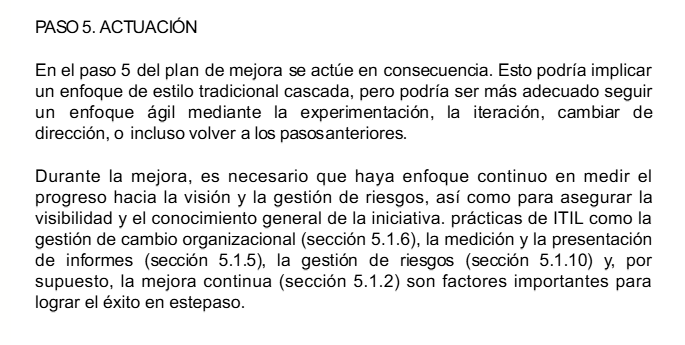 PASO 5. ACTUACIÓN
En el paso 5 del plan de mejora se actúe en consecuencia. Esto podría implicar
un enfoque de estilo tradicional cascada, pero podría ser más adecuado seguir
un enfoque ágil mediante la experimentación, la iteración, cambiar de
dirección, o incluso volver a los pasosanteriores.
Durante la mejora, es necesario que haya enfoque continuo en medir el
progreso hacia la visión y la gestión de riesgos, así como para asegurar la
visibilidad y el conocimiento general de la iniciativa. prácticas de ITIL como la
gestión de cambio organizacional (sección 5.1.6), la medición y la presentación
de informes (sección 5.1.5), la gestión de riesgos (sección 5.1.10) y, por
supuesto, la mejora continua (sección 5.1.2) son factores importantes para
lograr el éxito en estepaso.